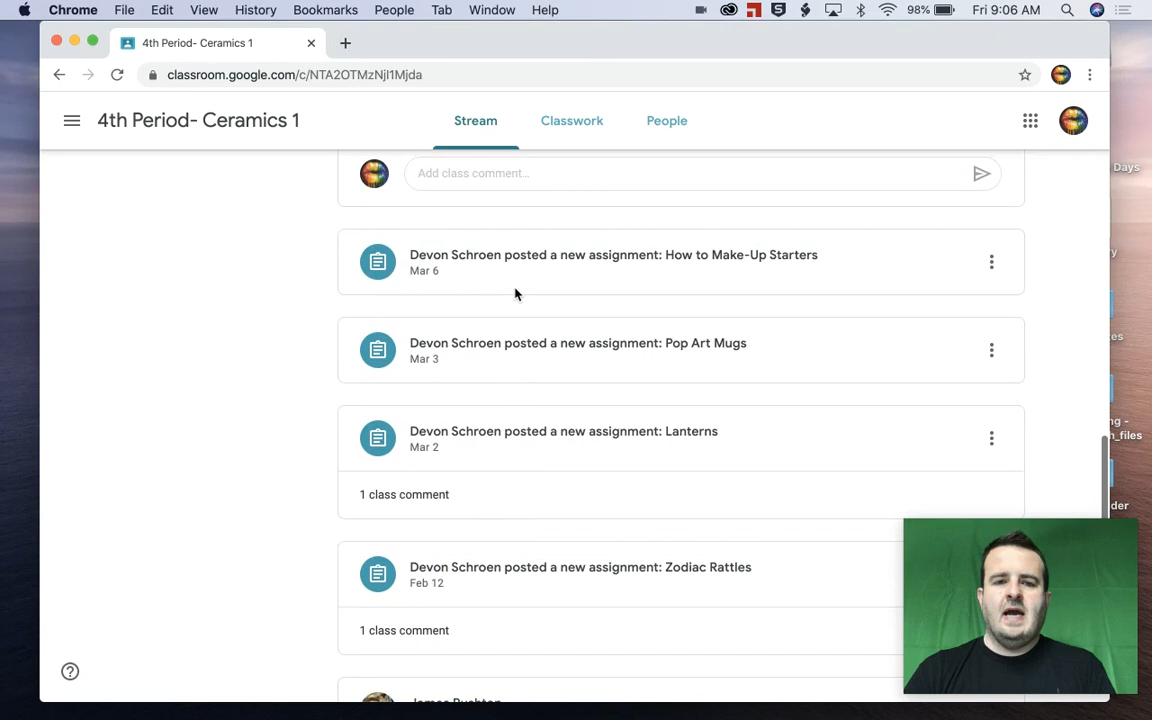 Chrome File Edit View History Bookmarks People Tab Window Help 98% Fri 9:06 AM
4th Period- Ceramics 1
classroom.google.com/c/NTA2OTMzNjI1Mjda
4th Period- Ceramics 1 Stream Classwork People
Days
Add class comment...
Devon Schroen posted a new assignment: How to Make-Up Starters
Mar 6
Devon Schroen posted a new assignment: Pop Art Mugs
Mar 3
Devon Schroen posted a new assignment: Lanterns
Mar 2
1 class comment
Devon Schroen posted a new assignment: Zodiac Rattles
Feb 12
1 class comment